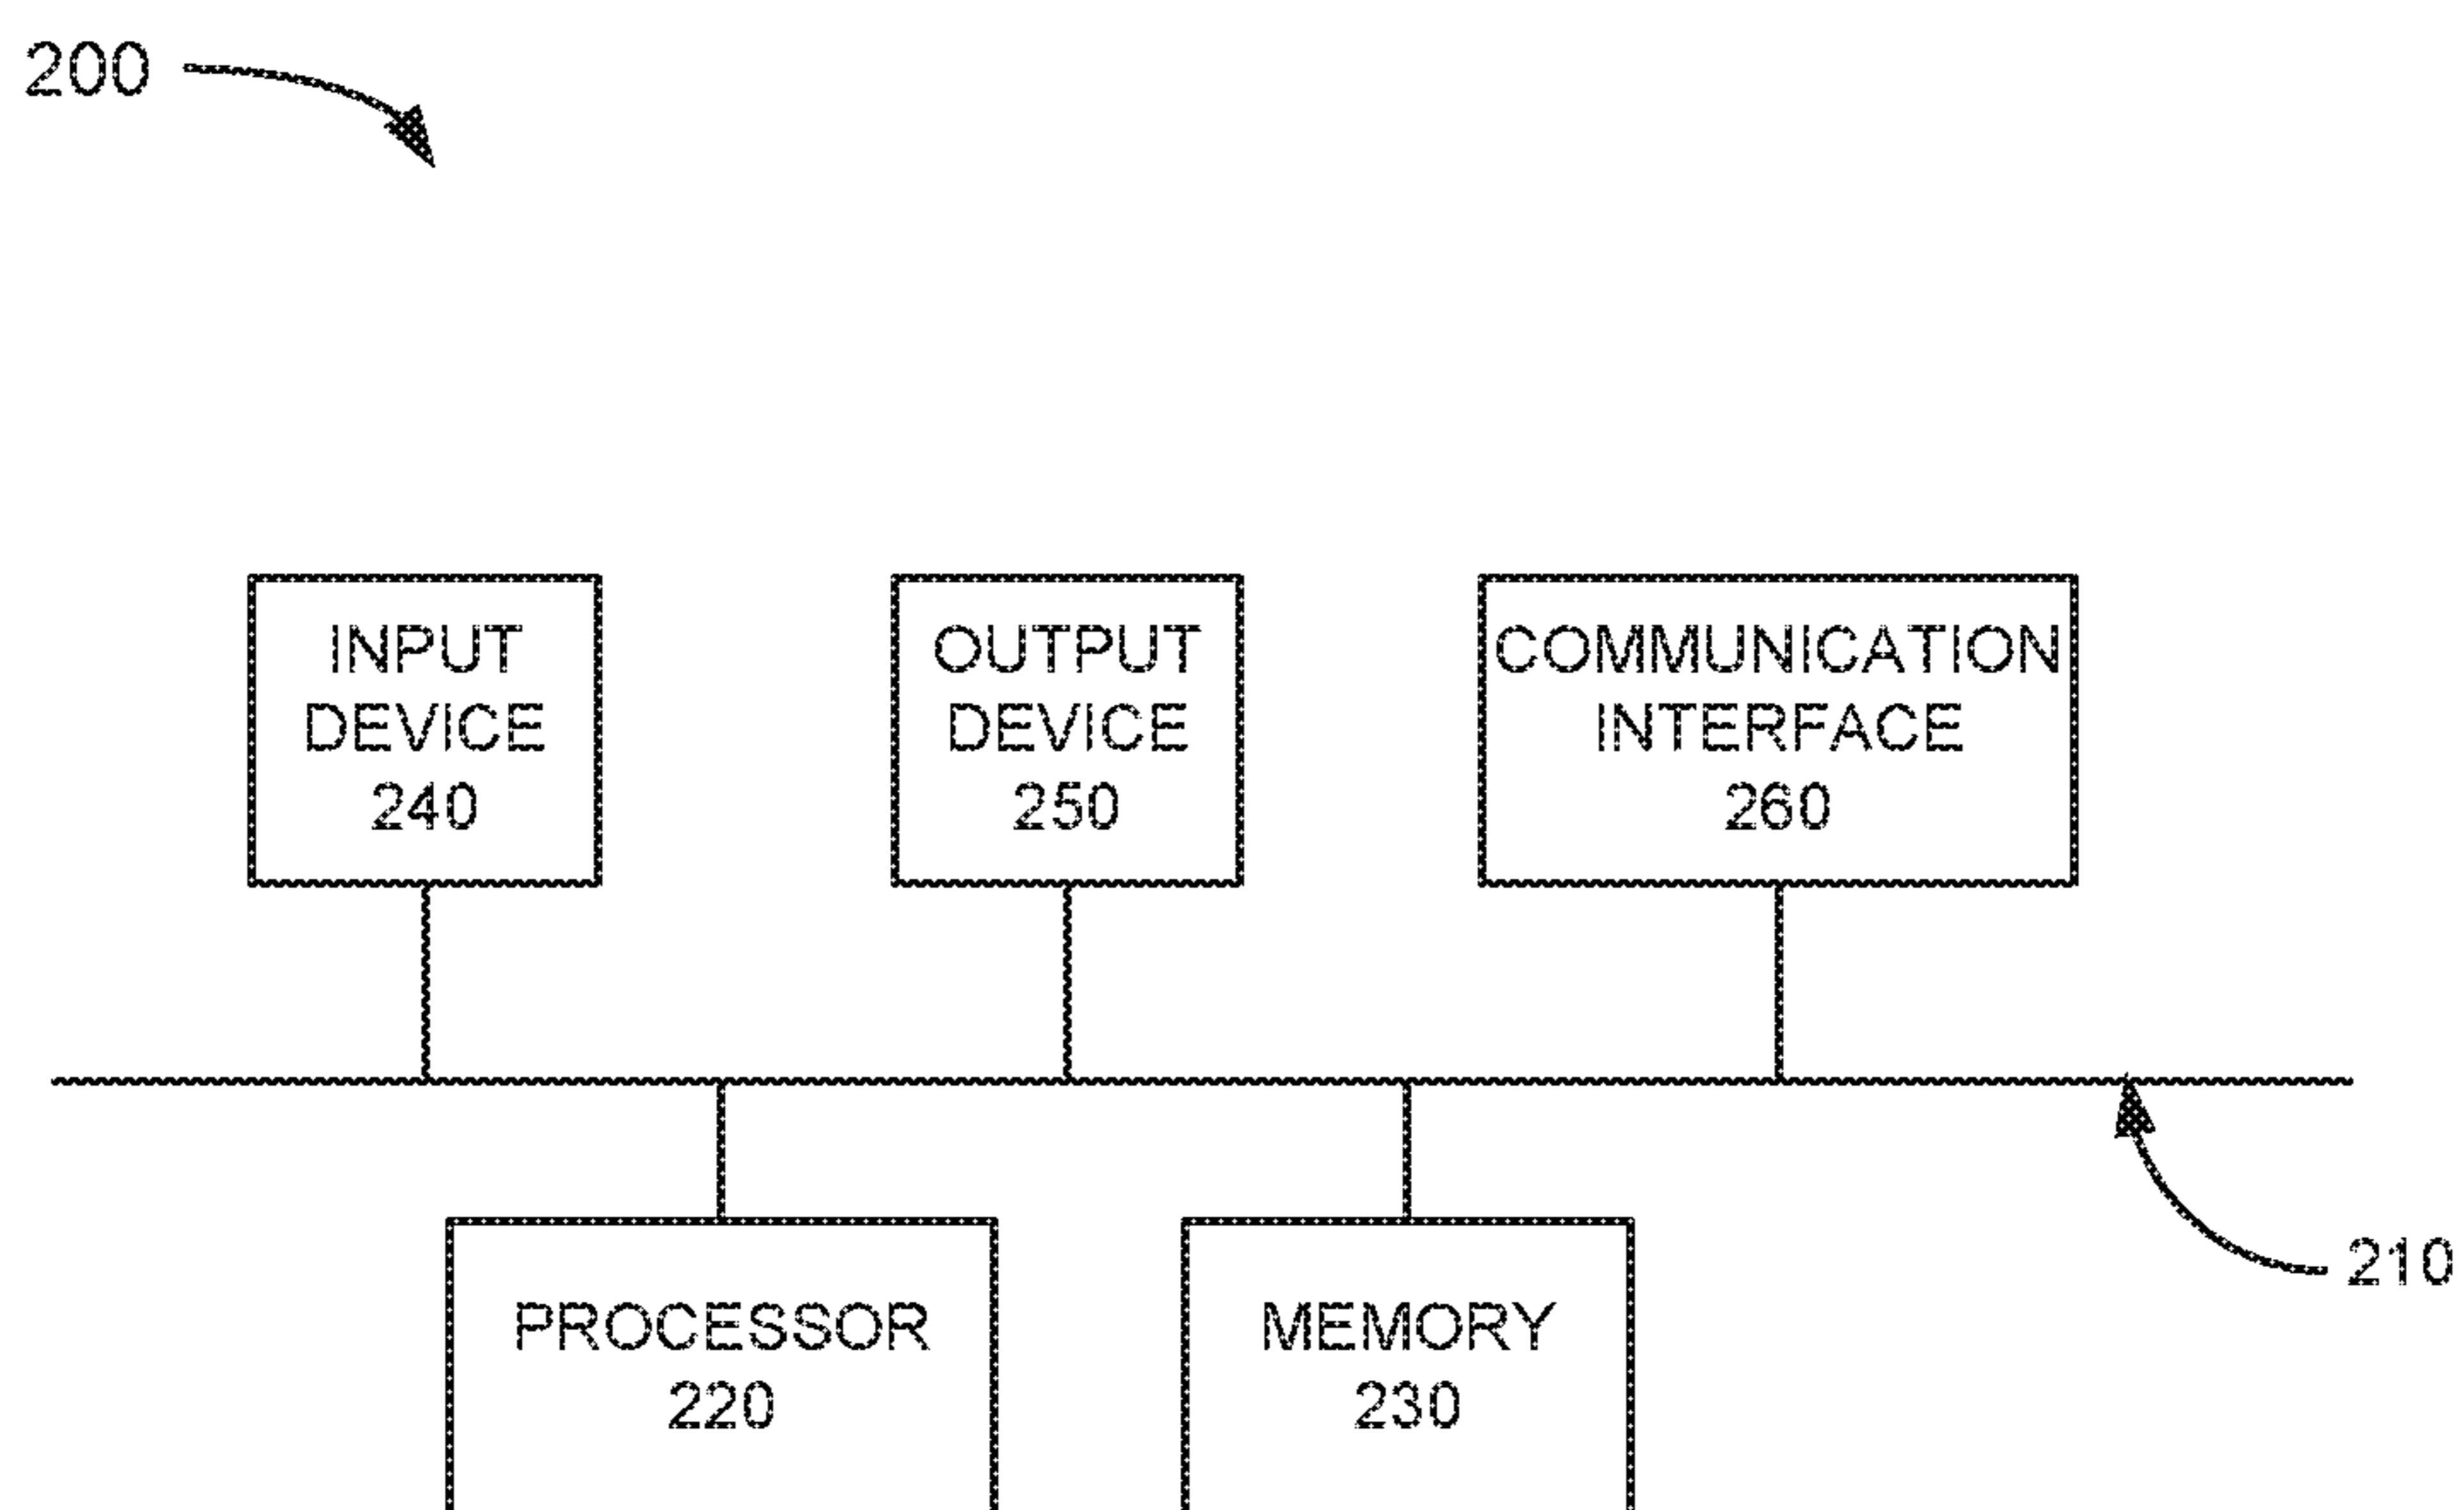 200
INPUT
DEVICE
240
OUTPUT
DEVICE
250
COMMUNICATION
INTERFACE
260
210
PROCESSOR
220
MEMORY
230